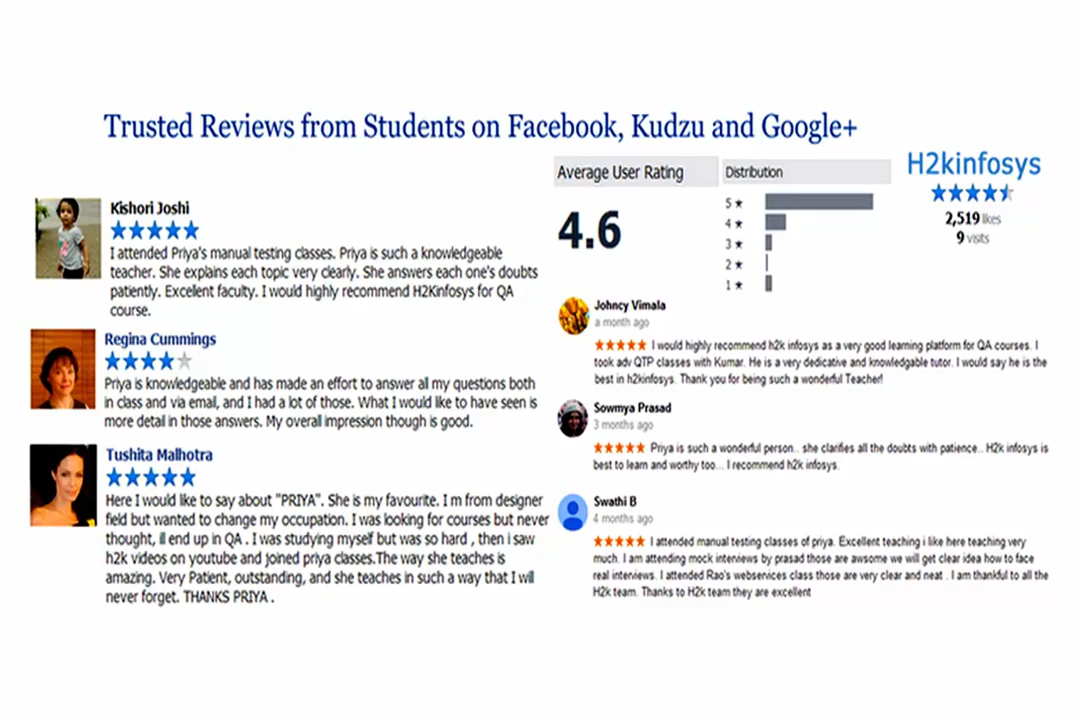 Trusted Reviews from Students on Facebook, Kudzu and Google+
Kishori Joshi
I attended Priya's manual testing classes. Priya is such a knowledgeable
teacher. She explains each topic very clearly. She answers each one's doubts
patiently. Excellent faculty. I would highly recommend H2Kinfosys for QA
course.
Regina Cummings
Priya is knowledgeable and has made an effort to answer all my questions both
in class and via email, and I had a lot of those. What I would like to have seen is
more detail in those answers. My overall impression though is good.
Tushita Malhotra
Here I would like to say about "PRIYA". She is my favourite. I m from designer
field but wanted to change my occupation. I was looking for courses but never
thought, ill end up in QA . I was studying myself but was so hard , then i saw
h2k videos on youtube and joined priya classes.The way she teaches is
amazing. Very Patient, outstanding, and she teaches in such a way that I will
never forget. THANKS PRIYA .
Average User Rating
4.6
Distribution
5 ★
4 ★
3 ★
2 ★
1 ★
H2kinfosys
2,519 likes
9 visits
Johncy Vimala
a month ago
I would highly recommend h2k infosys as a very good learning platform for QA courses. I
took adv QTP classes with Kumar. He is a very dedicative and knowledgable tutor. I would say he is the
best in h2kinfosys. Thank you for being such a wonderful Teacher!
Sowmya Prasad
3 months ago
Priya is such a wonderful person.. she clarifies all the doubts with patience.. H2k infosys is
best to learn and worthy too... I recommend h2k infosys.
Swathi B
4 months ago
I attended manual testing classes of priya. Excellent teaching i like here teaching very
much. I am attending mock interviews by prasad those are awsome we will get clear idea how to face
real interviews. I attended Rao's webservices class those are very clear and neat . I am thankful to all the
H2k team. Thanks to H2k team they are excellent